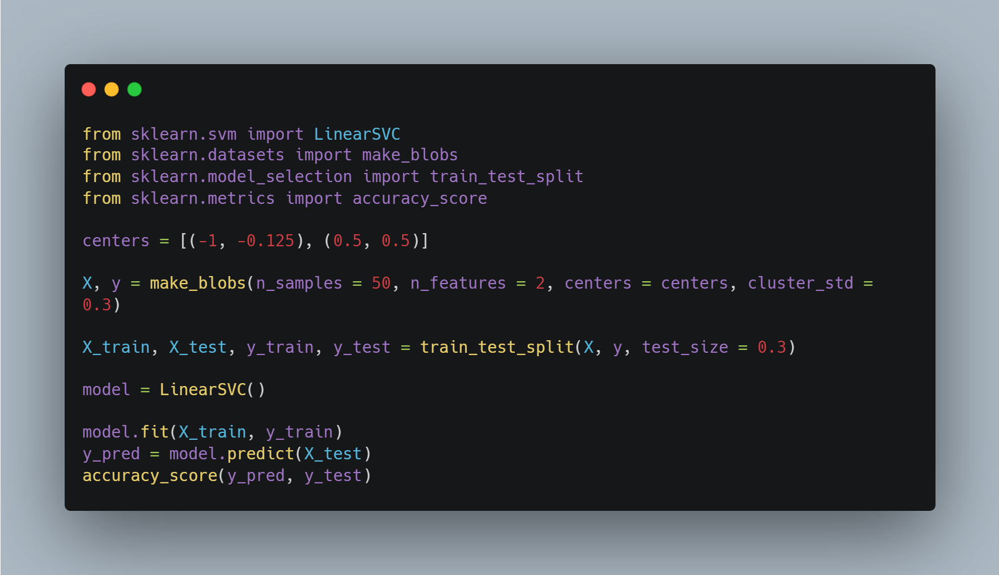 from sklearn.svm import LinearSVC
from sklearn.datasets import make_blobs
from sklearn.model_selection import train_test_split
from sklearn.metrics import accuracy_score
centers = [(-1, -0.125), (0.5, 0.5)]
X, y = make_blobs(n_samples = 50, n_features = 2, centers = centers, cluster_std =
0.3)
X_train, X_test, y_train, y_test = train_test_split(X, y, test_size = 0.3)
model = LinearSVC()
model.fit(X_train, y_train)
y_pred = model.predict(X_test)
accuracy_score(y_pred, y_test)